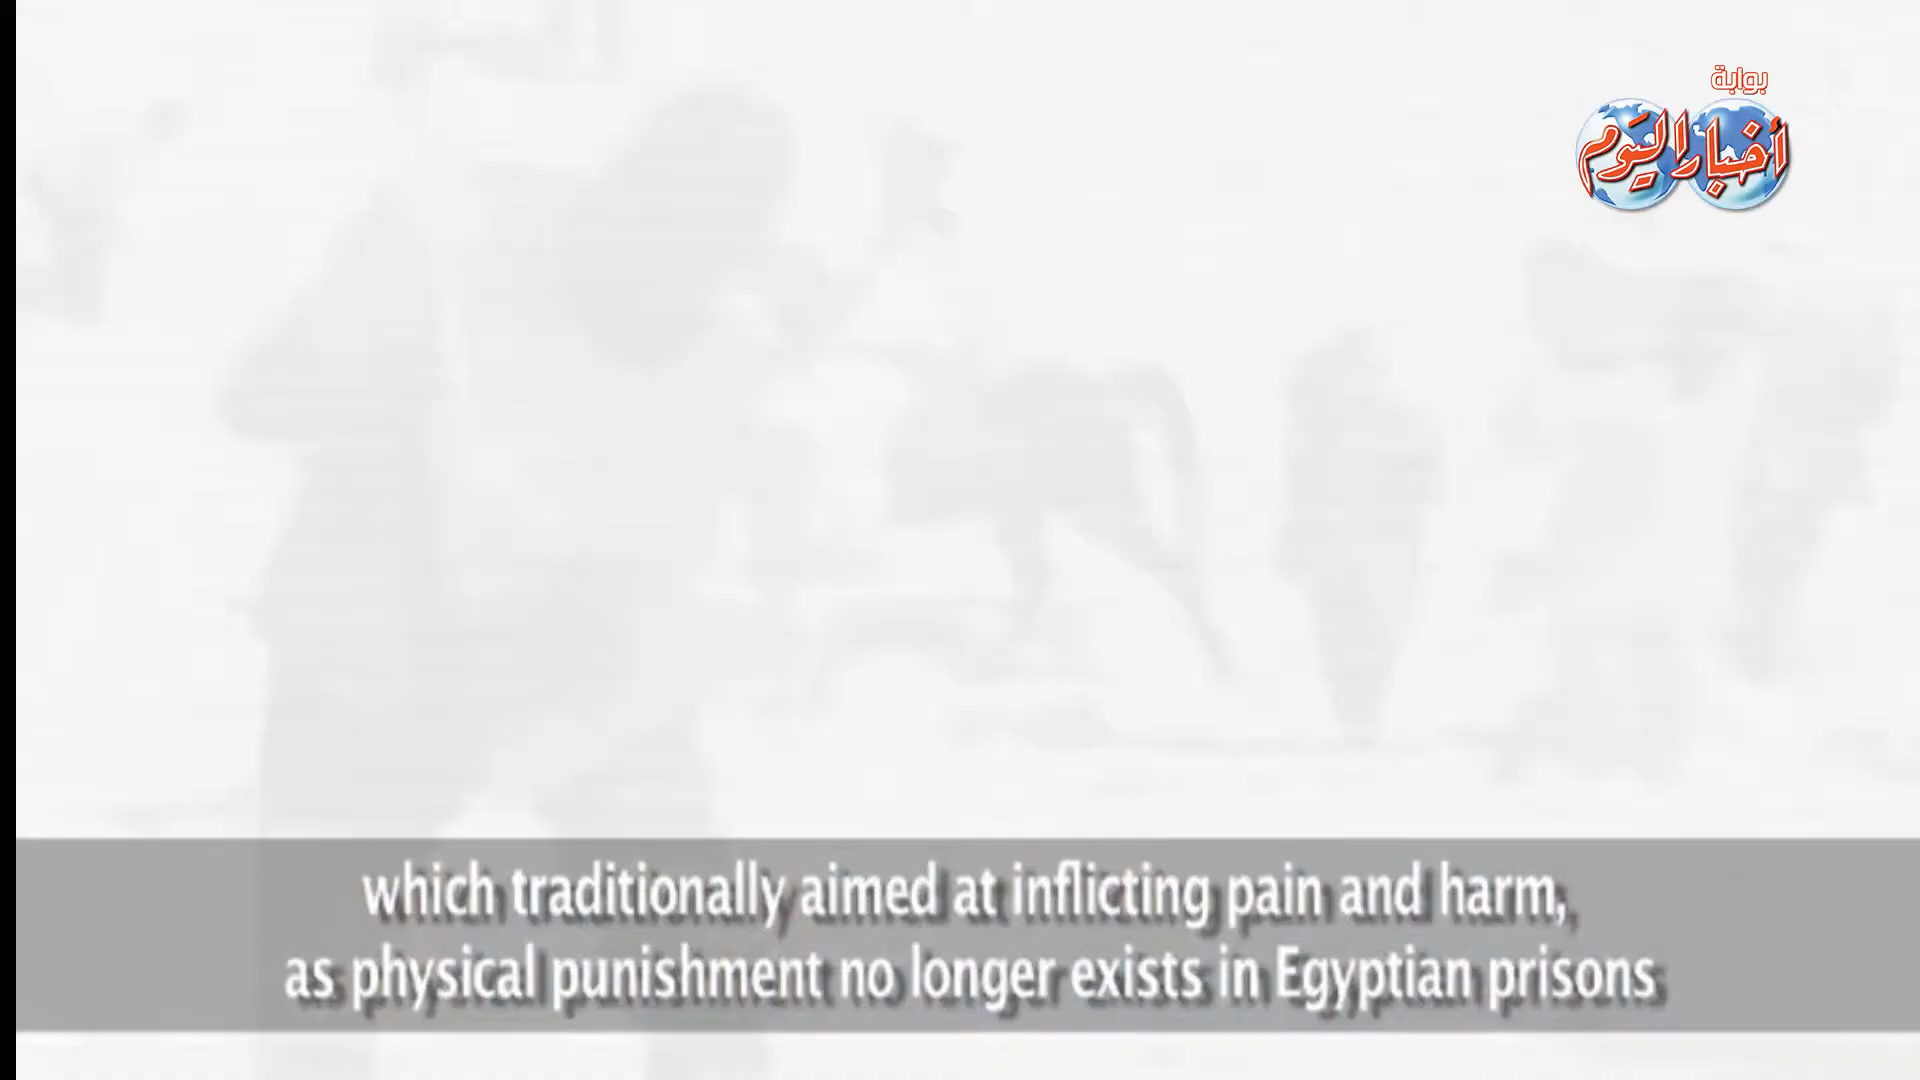 بوابة
أخبار اليوم
which traditionally aimed at inflicting pain and harm,
as physical punishment no longer exists in Egyptian prisons